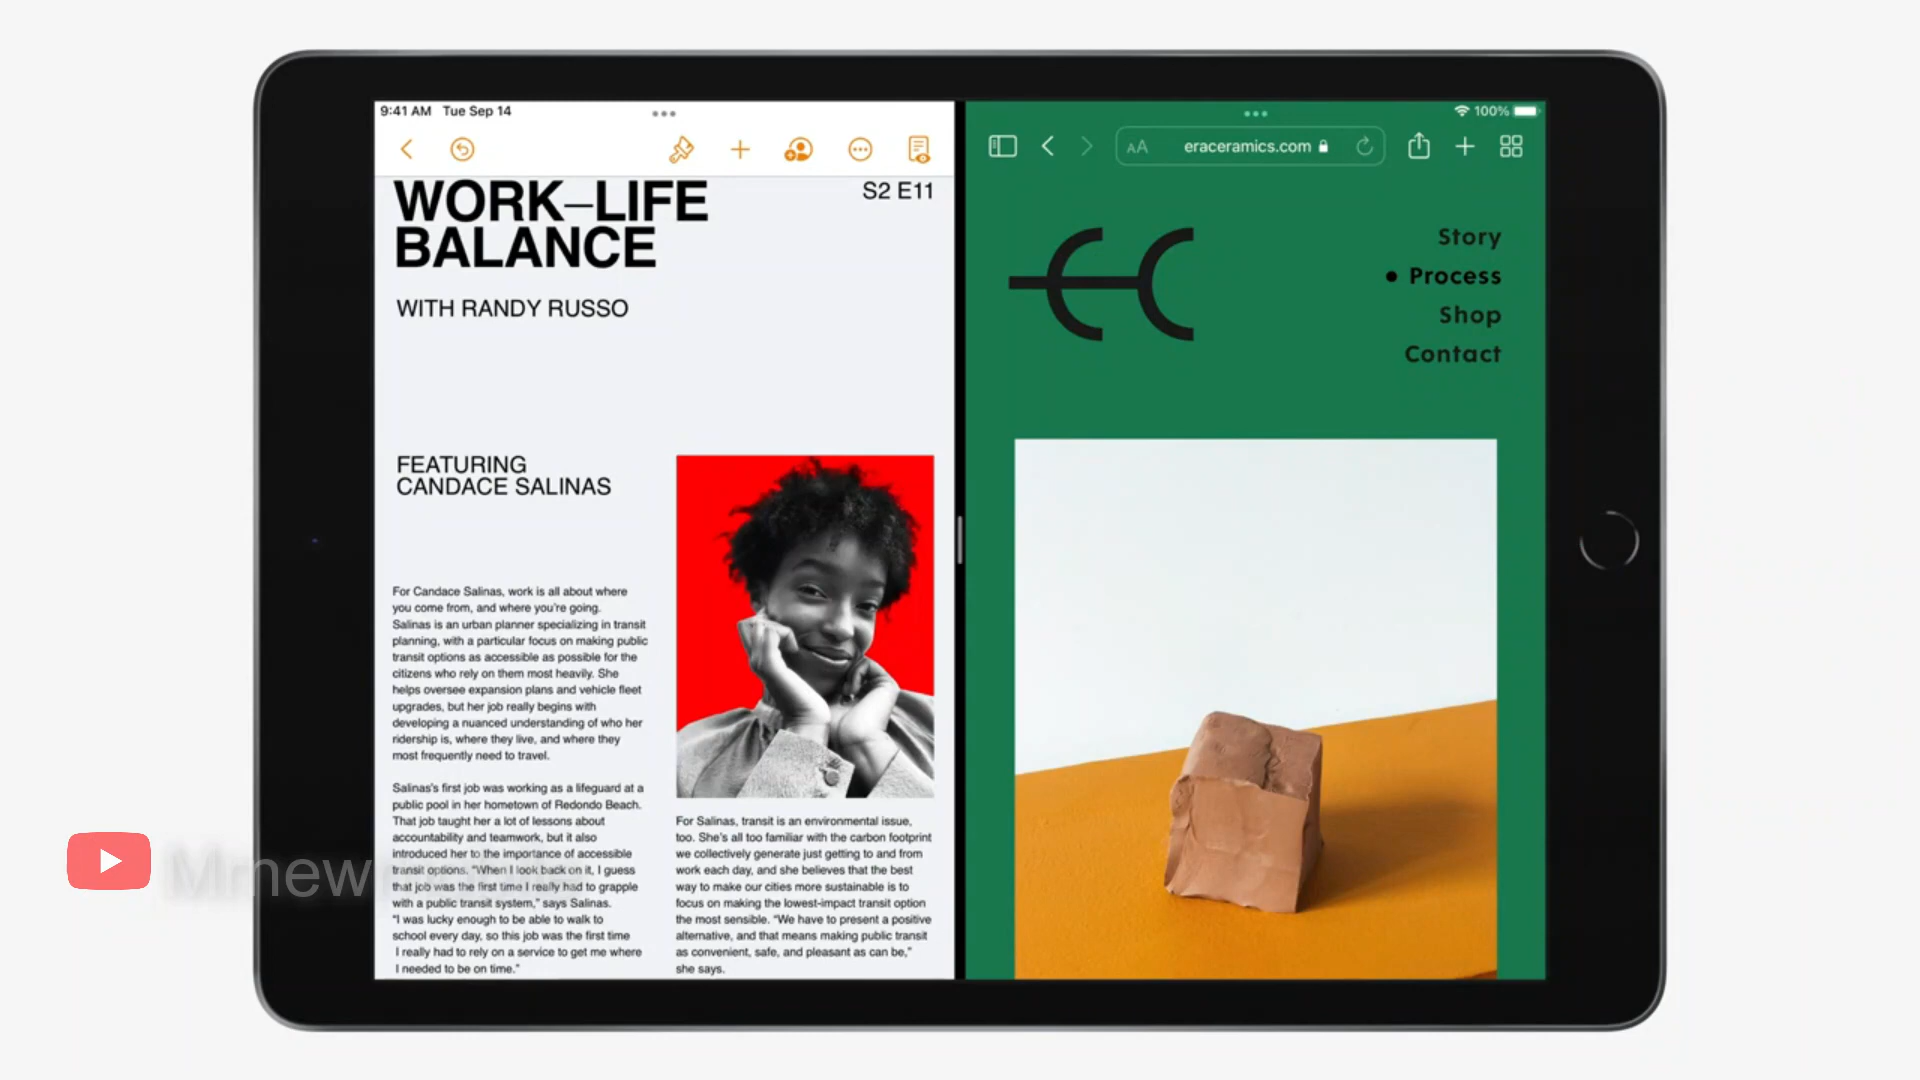 9:41 AM Tue Sep 14
WORK–LIFE
BALANCE
S2 E11
WITH RANDY RUSSO
FEATURING
CANDACE SALINAS
For Candace Salinas, work is all about where
you come from, and where you're going.
Salinas is an urban planner specializing in transit
planning, with a particular focus on making public
transit options as accessible as possible for the
citizens who rely on them most heavily. She
helps oversee expansion plans and vehicle fleet
upgrades, but her job really begins with
developing a nuanced understanding of who her
ridership is, where they live, and where they
most frequently need to travel.
Salinas's first job was working as a lifeguard at a
public pool in her hometown of Redondo Beach.
That job taught her a lot of lessons about
accountability and teamwork, but it also
introduced her to the importance of accessible
transit options. “When I look back on it, I guess
that job was the first time I really had to grapple
with a public transit system,” says Salinas.
“I was lucky enough to be able to walk to
school every day, so this job was the first time
I really had to rely on a service to get me where
I needed to be on time.”
For Salinas, transit is an environmental issue,
too. She's all too familiar with the carbon footprint
we collectively generate just getting to and from
work each day, and she believes that the best
way to make our cities more sustainable is to
focus on making the lowest-impact transit option
the most sensible. “We have to present a positive
alternative, and that means making public transit
as convenient, safe, and pleasant as can be,”
she says.
100%
AA eraceramics.com
Story
Process
Shop
Contact